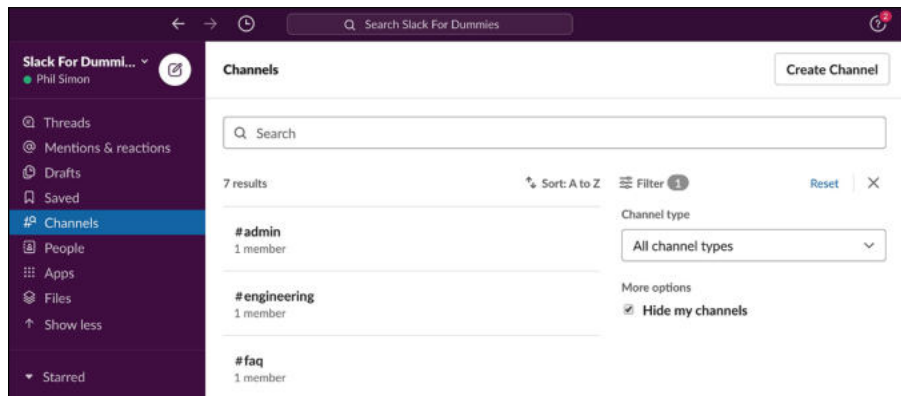 Search Slack For Dummies
2
Slack For Dummi...
Phil Simon
Threads
Mentions & reactions
Drafts
Saved
Channels
People
Apps
Files
Show less
Starred
Channels
Create Channel
Search
7 results
Sort: A to Z
#admin
1 member
#engineering
1 member
#faq
1 member
Filter 1
Reset
Channel type
All channel types
More options
Hide my channels